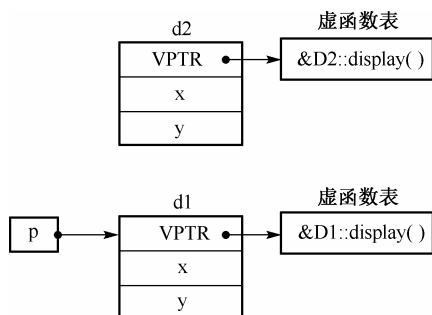 虚函数表
d2
VPTR
&D2::display( )
x
y
虚函数表
d1
p
VPTR
&D1::display( )
x
y